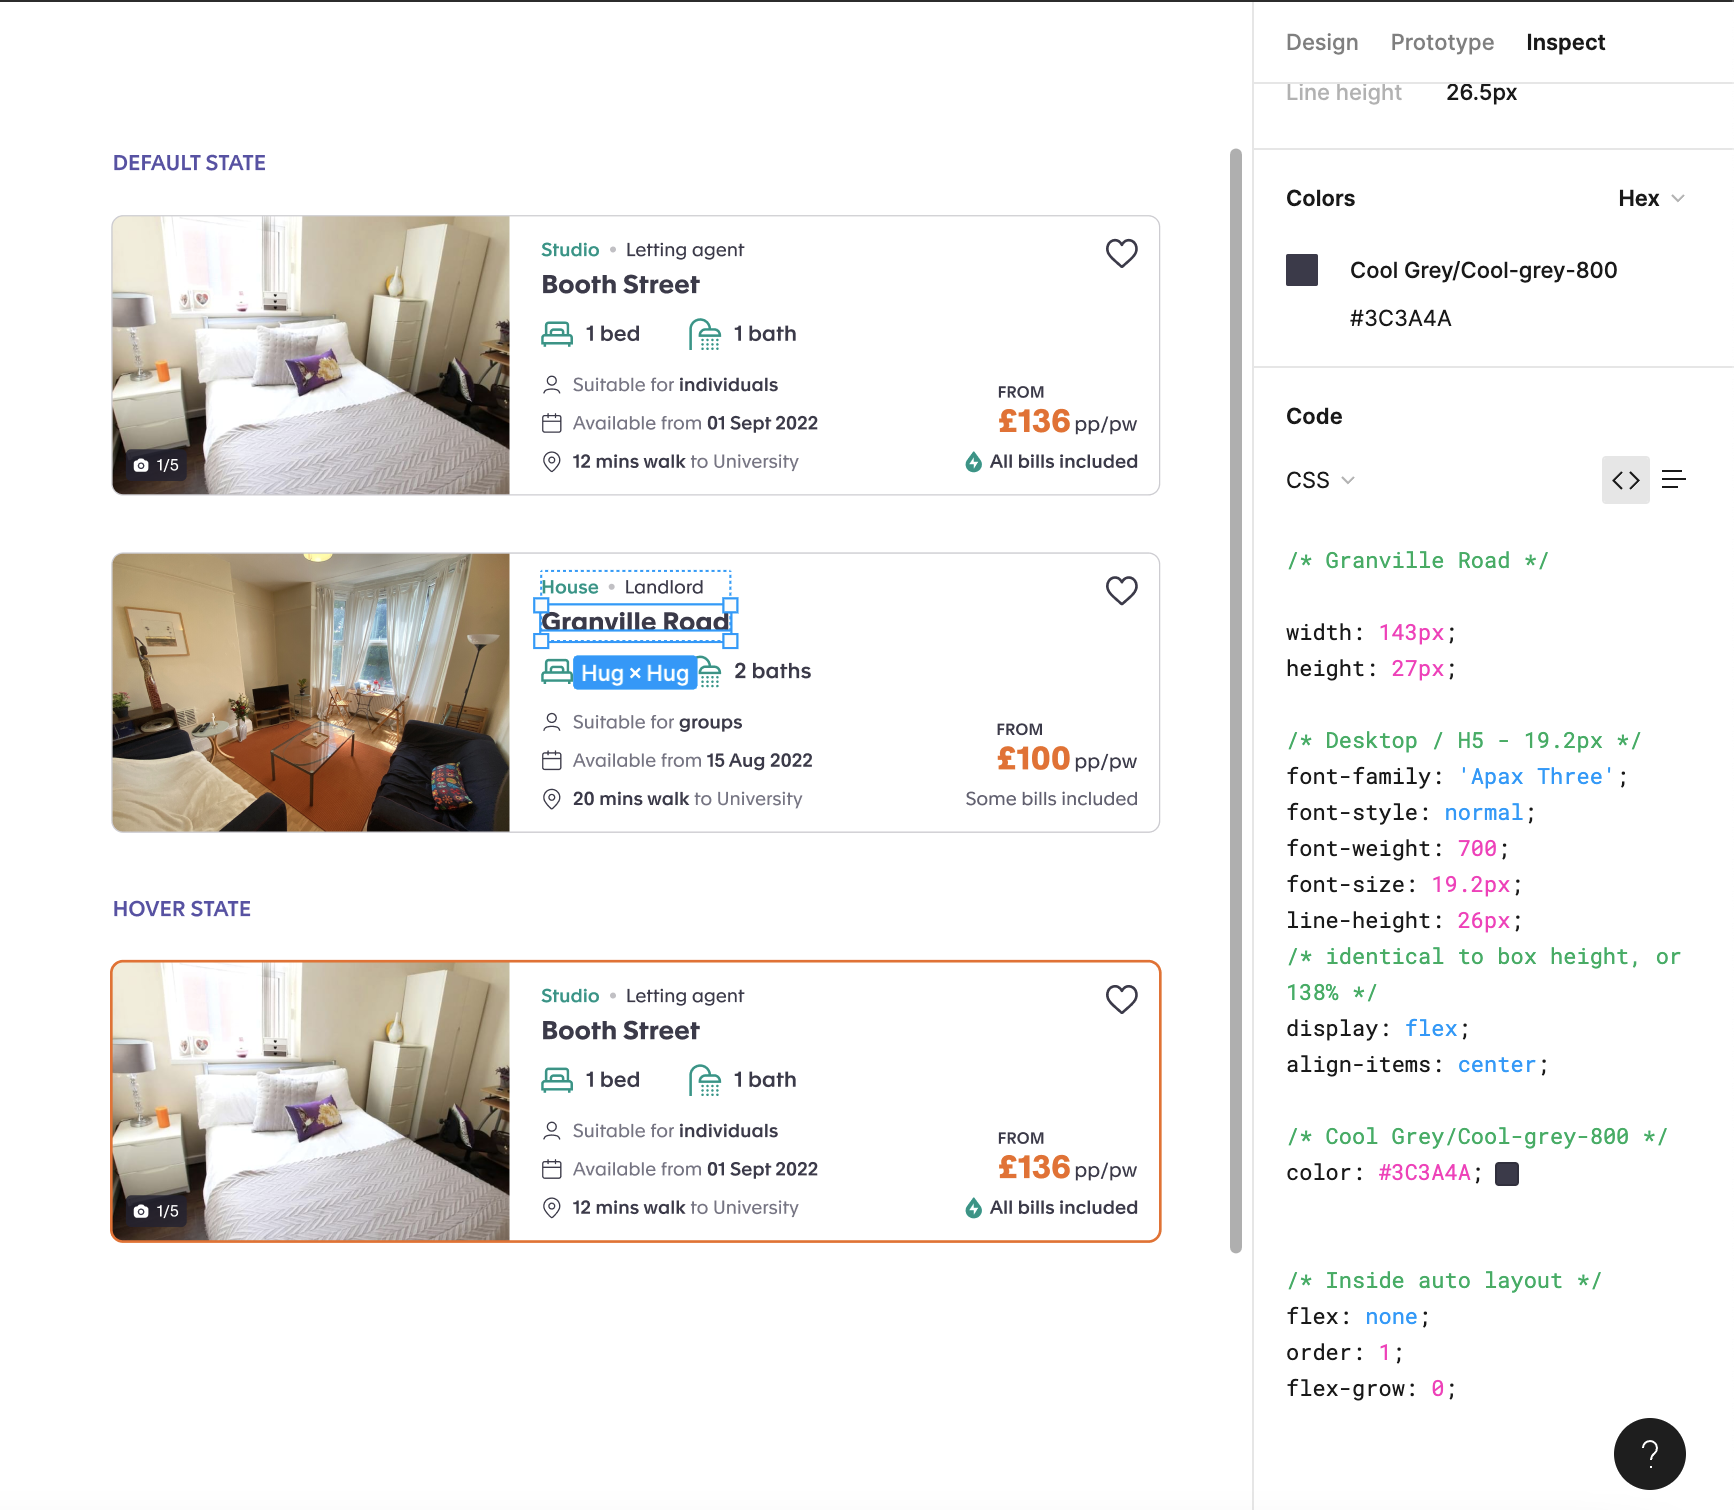 Design Prototype Inspect
Line height 26.5px
DEFAULT STATE
Studio • Letting agent
Booth Street
1 bed 1 bath
Suitable for individuals
Available from 01 Sept 2022
12 mins walk to University
FROM
£136 pp/pw
All bills included
1/5
House • Landlord
Granville Road
Hug × Hug
2 baths
Suitable for groups
Available from 15 Aug 2022
20 mins walk to University
FROM
£100 pp/pw
Some bills included
HOVER STATE
Studio • Letting agent
Booth Street
1 bed 1 bath
Suitable for individuals
Available from 01 Sept 2022
12 mins walk to University
FROM
£136 pp/pw
All bills included
1/5
Colors Hex
Cool Grey/Cool-grey-800
#3C3A4A
Code
CSS
/* Granville Road */
width: 143px;
height: 27px;
/* Desktop / H5 - 19.2px */
font-family: 'Apax Three';
font-style: normal;
font-weight: 700;
font-size: 19.2px;
line-height: 26px;
/* identical to box height, or
138% */
display: flex;
align-items: center;
/* Cool Grey/Cool-grey-800 */
color: #3C3A4A;
/* Inside auto layout */
flex: none;
order: 1;
flex-grow: 0;
?